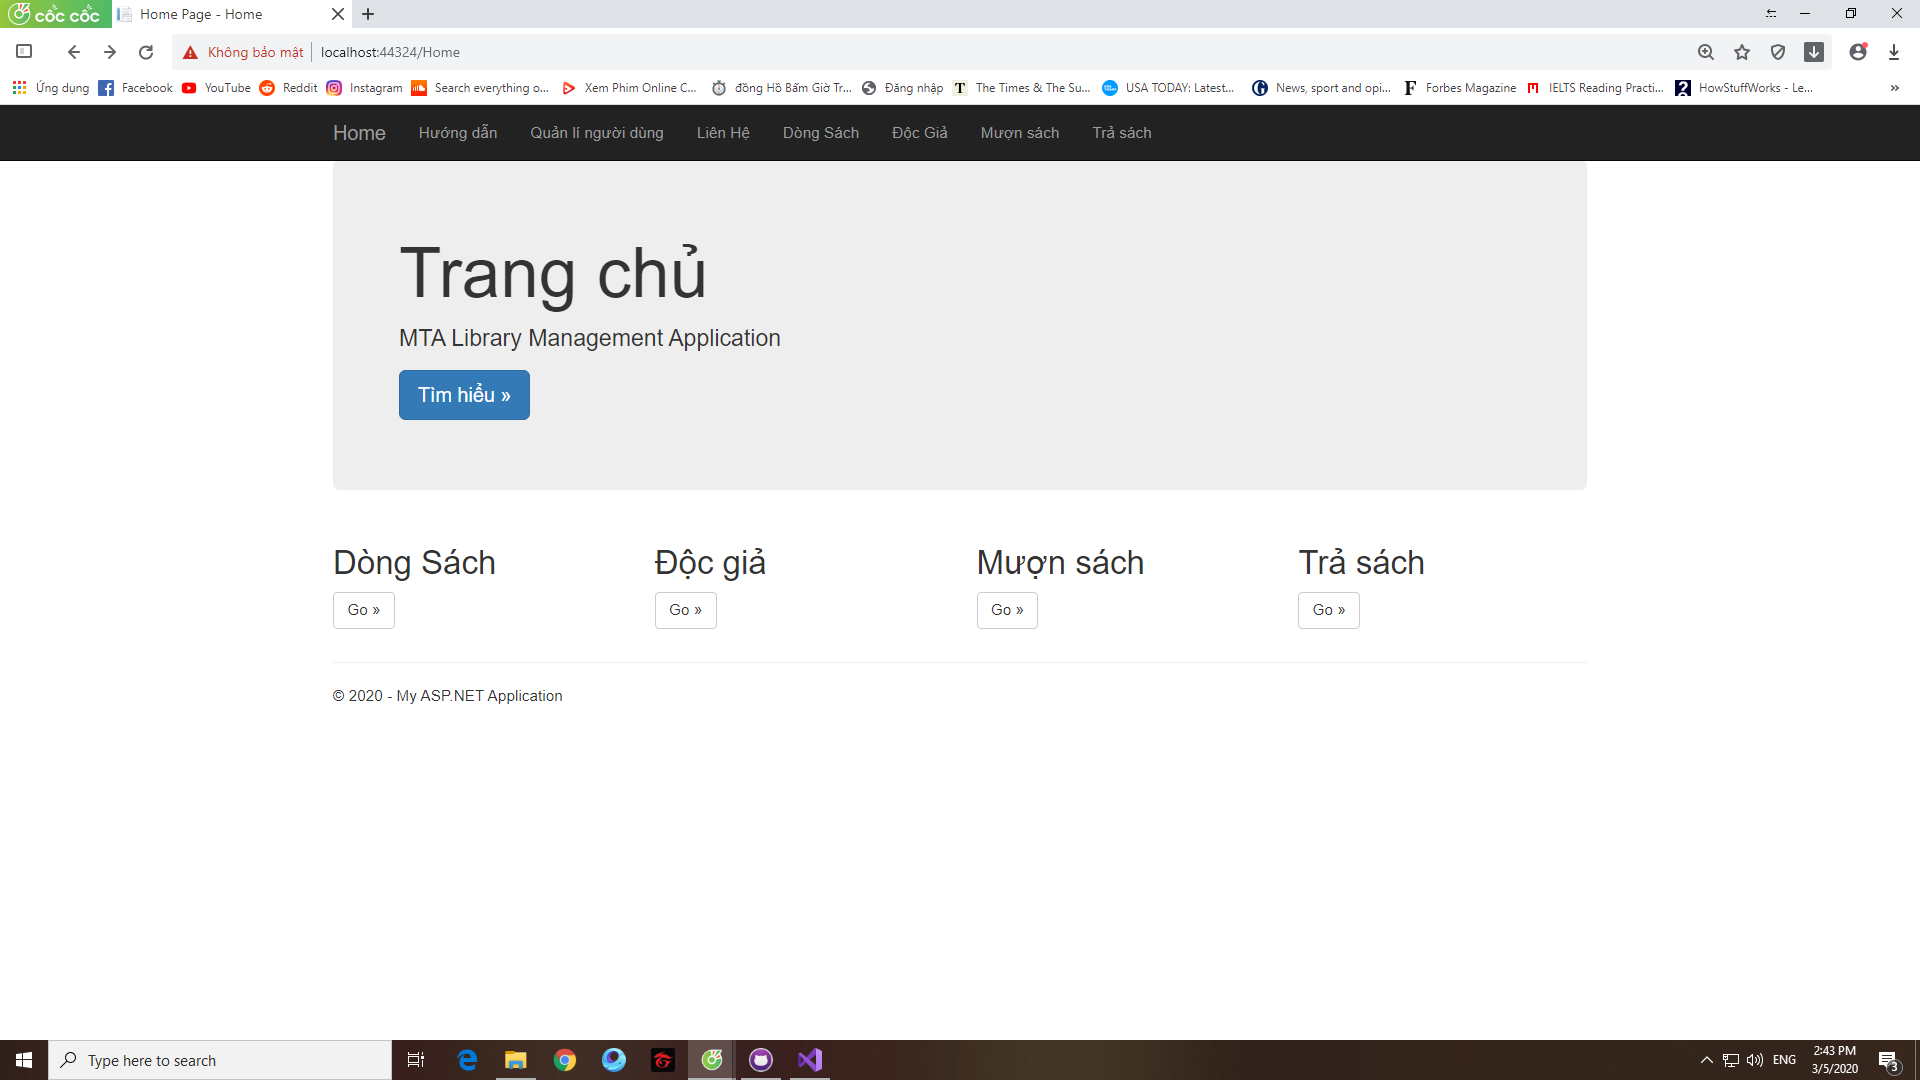 cốc cốc
Home Page - Home
Không bảo mật
localhost:44324/Home
Ứng dụng
Facebook
YouTube
Reddit
Instagram
Search everything o...
Xem Phim Online C...
đồng Hồ Bấm Giờ Tr...
Đăng nhập
The Times & The Su...
USA TODAY: Latest...
News, sport and opi...
Forbes Magazine
IELTS Reading Practi...
HowStuffWorks - Le...
»
Home
Hướng dẫn
Quản lí người dùng
Liên Hệ
Dòng Sách
Độc Giả
Mượn sách
Trả sách
Trang chủ
MTA Library Management Application
Tìm hiểu »
Dòng Sách
Độc giả
Mượn sách
Trả sách
Go »
Go »
Go »
Go »
© 2020 - My ASP.NET Application
Type here to search
ENG
2:43 PM
3/5/2020
3